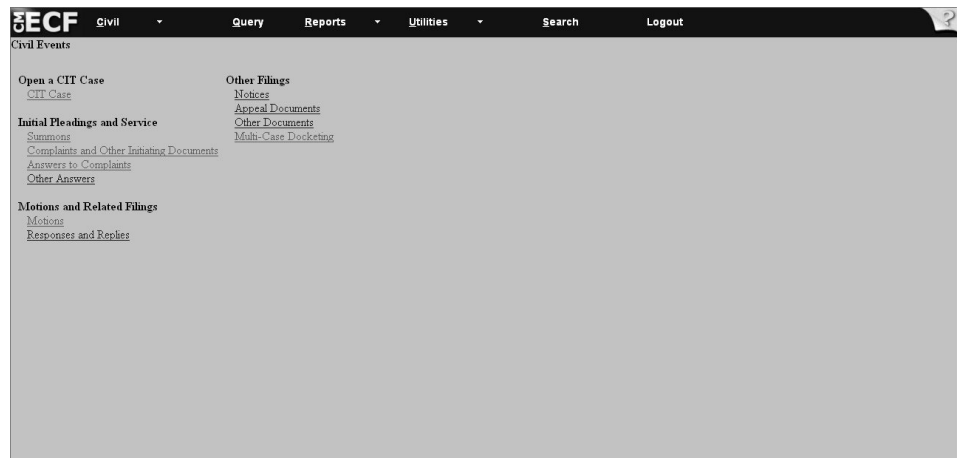 CM ECF Civil Query Reports Utilities Search Logout ?
Civil Events
Open a CIT Case
CIT Case
Initial Pleadings and Service
Summons
Complaints and Other Initiating Documents
Answers to Complaints
Other Answers
Motions and Related Filings
Motions
Responses and Replies
Other Filings
Notices
Appeal Documents
Other Documents
Multi-Case Docketing